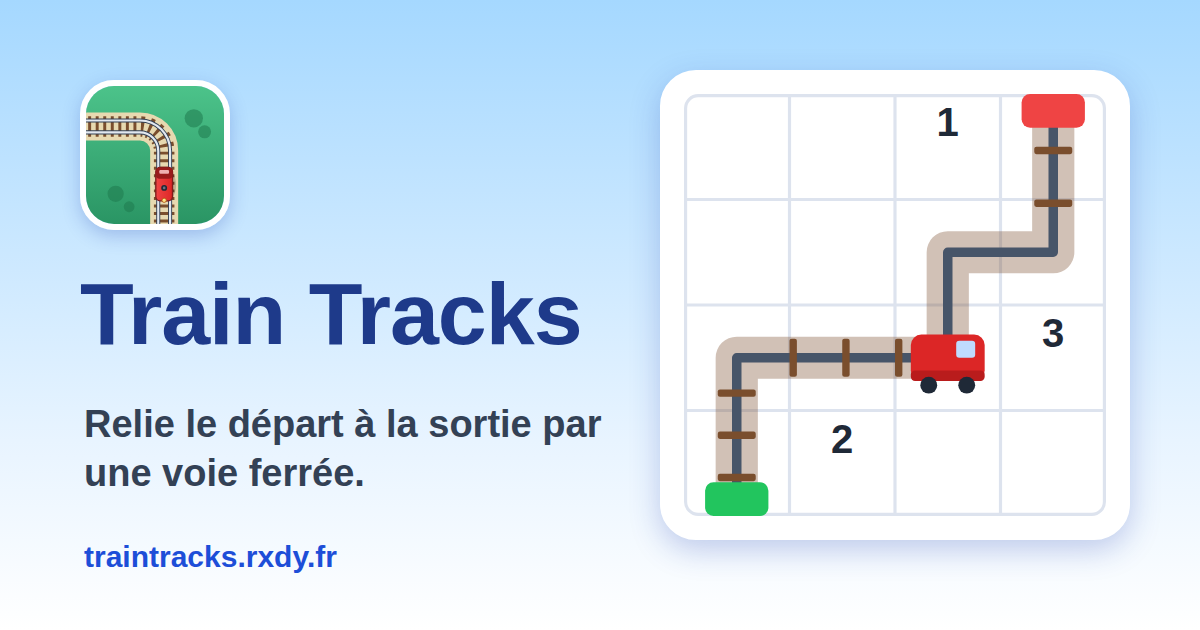 Train Tracks
Relie le départ à la sortie par
une voie ferrée.
traintracks.rxdy.fr
1
3
2